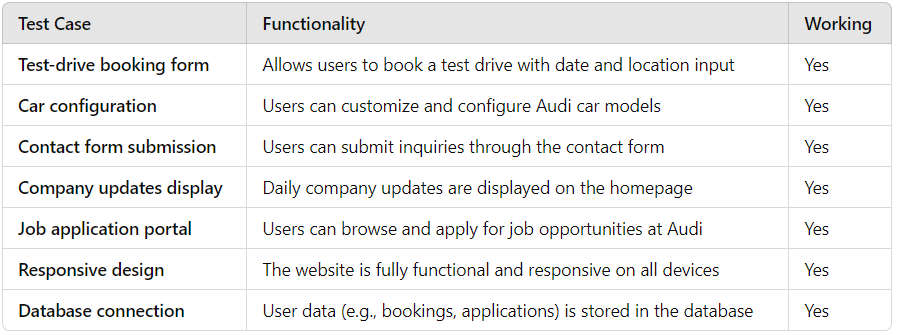 Test Case Functionality Working
Test-drive booking form Allows users to book a test drive with date and location input Yes
Car configuration Users can customize and configure Audi car models Yes
Contact form submission Users can submit inquiries through the contact form Yes
Company updates display Daily company updates are displayed on the homepage Yes
Job application portal Users can browse and apply for job opportunities at Audi Yes
Responsive design The website is fully functional and responsive on all devices Yes
Database connection User data (e.g., bookings, applications) is stored in the database Yes